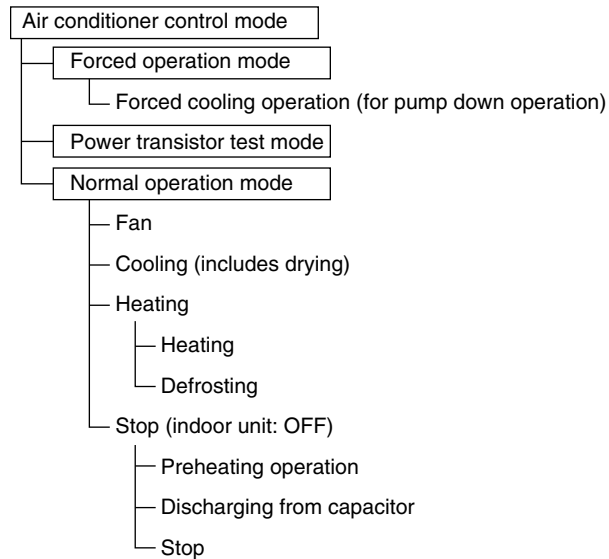 Air conditioner control mode
Forced operation mode
Forced cooling operation (for pump down operation)
Power transistor test mode
Normal operation mode
Fan
Cooling (includes drying)
Heating
Heating
Defrosting
Stop (indoor unit: OFF)
Preheating operation
Discharging from capacitor
Stop